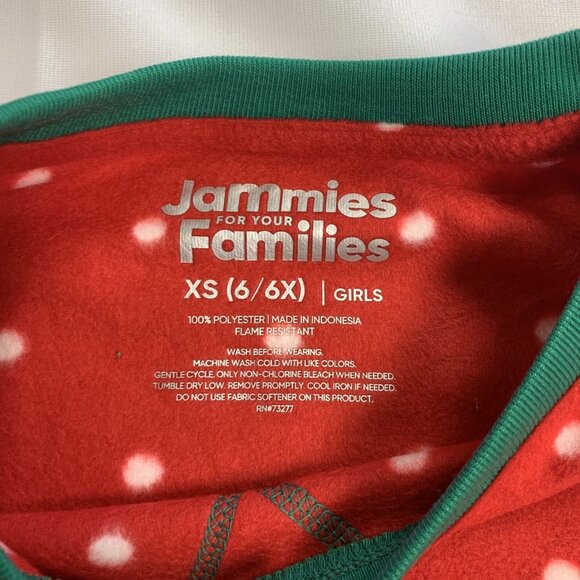 Jammies
FOR YOUR
Families
XS (6/6X) | GIRLS
100% POLYESTER | MADE IN INDONESIA
FLAME RESISTANT
WASH BEFORE WEARING.
MACHINE WASH COLD WITH LIKE COLORS.
GENTLE CYCLE. ONLY NON-CHLORINE BLEACH WHEN NEEDED.
TUMBLE DRY LOW. REMOVE PROMPTLY. COOL IRON IF NEEDED.
DO NOT USE FABRIC SOFTENER ON THIS PRODUCT.
RN#73277